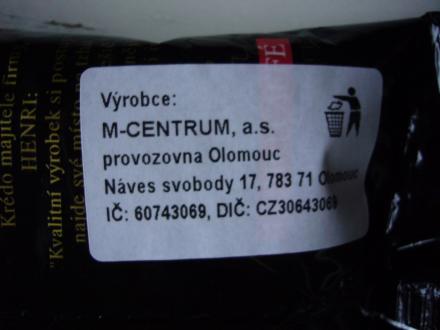 Výrobce:
M-CENTRUM, a.s.
provozovna Olomouc
Náves svobody 17, 783 71 Olomouc
IČ: 60743069, DIČ: CZ30643069
Krédo majitele firmy
HENRI:
"Kvalitní výrobek si
najde své místo
FÉ